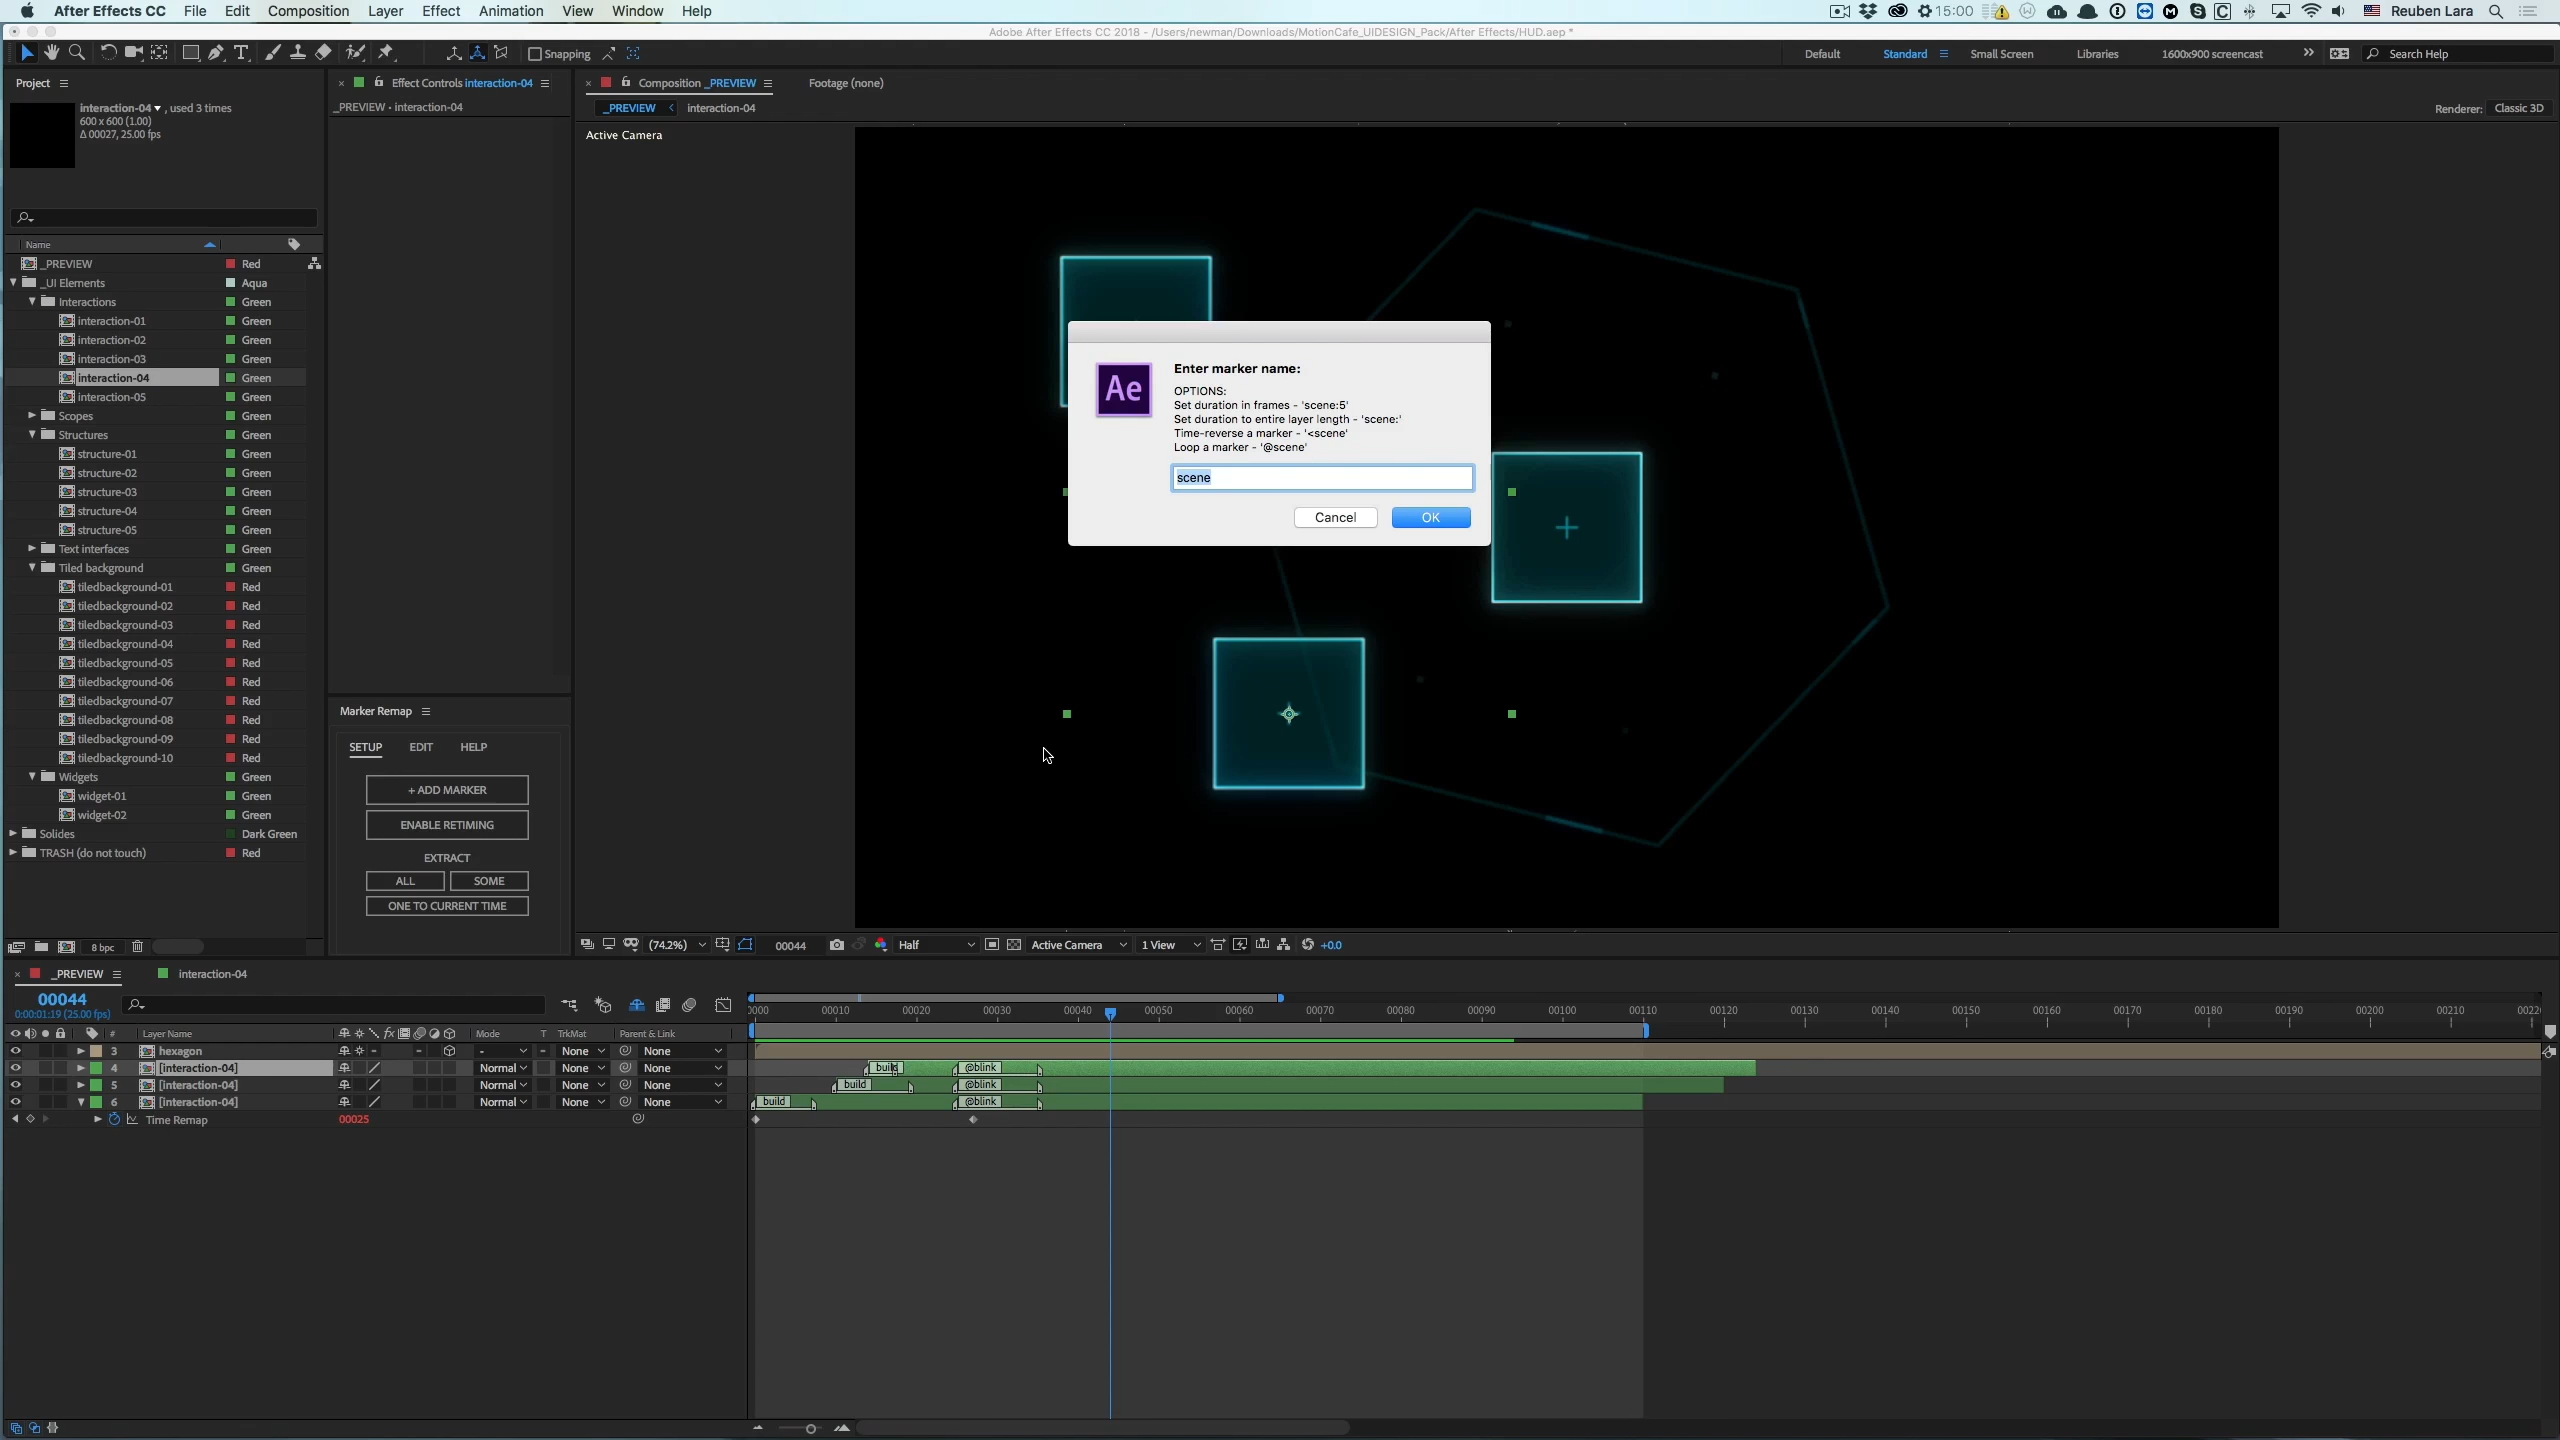 After Effects CC File Edit Composition Layer Effect Animation View Window Help
15:00 Reuben Lara
Adobe After Effects CC 2018 - /Users/newman/Downloads/MotionCafe_UIDESIGN_Pack/After Effects/HUD.aep *
Snapping Default Standard Small Screen Libraries 1600x900 screencast Search Help
Project
interaction-04 , used 3 times
600 x 600 (1.00)
Δ 00027, 25.00 fps
Name
_PREVIEW Red
_UI Elements Aqua
Interactions Green
interaction-01 Green
interaction-02 Green
interaction-03 Green
interaction-04 Green
interaction-05 Green
Scopes Green
Structures Green
structure-01 Green
structure-02 Green
structure-03 Green
structure-04 Green
structure-05 Green
Text interfaces Green
Tiled background Green
tiledbackground-01 Red
tiledbackground-02 Red
tiledbackground-03 Red
tiledbackground-04 Red
tiledbackground-05 Red
tiledbackground-06 Red
tiledbackground-07 Red
tiledbackground-08 Red
tiledbackground-09 Red
tiledbackground-10 Red
Widgets Green
widget-01 Green
widget-02 Green
Solides Dark Green
TRASH (do not touch) Red
8 bpc
Effect Controls interaction-04
_PREVIEW • interaction-04
Marker Remap
SETUP EDIT HELP
+ ADD MARKER
ENABLE RETIMING
EXTRACT
ALL SOME
ONE TO CURRENT TIME
Composition _PREVIEW Footage (none)
_PREVIEW < interaction-04
Renderer: Classic 3D
Active Camera
Ae
Enter marker name:
OPTIONS:
Set duration in frames - 'scene:5'
Set duration to entire layer length - 'scene:'
Time-reverse a marker - '<scene'
Loop a marker - '@scene'
scene
Cancel OK
(74.2%) 00044 Half Active Camera 1 View +0.0
_PREVIEW interaction-04
00044
0:00:01:19 (25.00 fps)
0000 00010 00020 00030 00040 00050 00060 00070 00080 00090 00100 00110 00120 00130 00140 00150 00160 00170 00180 00190 00200 00210 0022
# Layer Name fx Mode T TrkMat Parent & Link
3 hexagon - None None
4 [interaction-04] Normal None None build @blink
5 [interaction-04] Normal None None build @blink
6 [interaction-04] Normal None None build @blink
Time Remap 00025